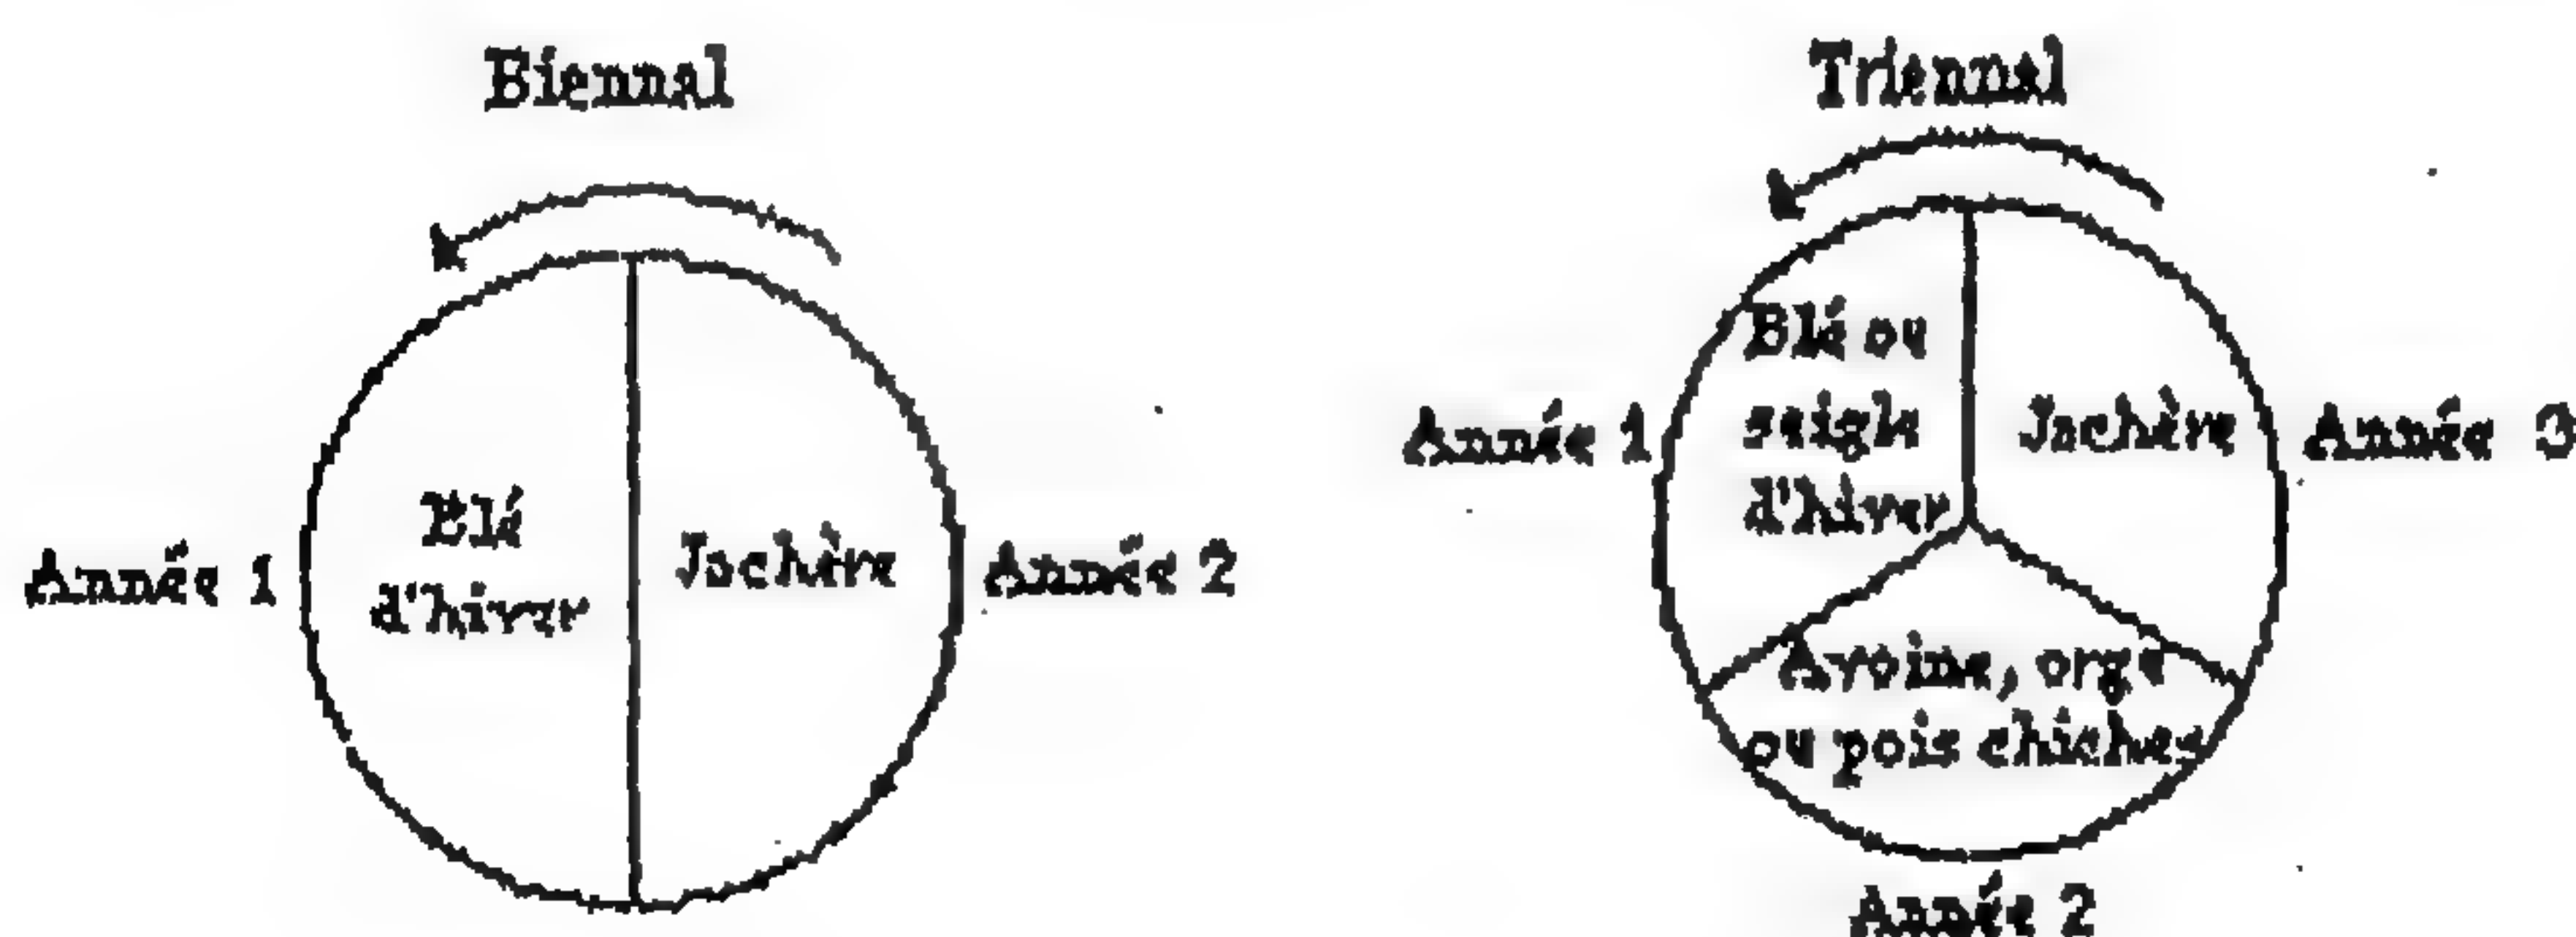 Biennal
Année 1
Blé
d'hiver
Jachère
Année 2
Triennal
Année 1
Blé ou
seigle
d'hiver
Jachère
Année 3
Avoine, orge
ou pois chiches
Année 2